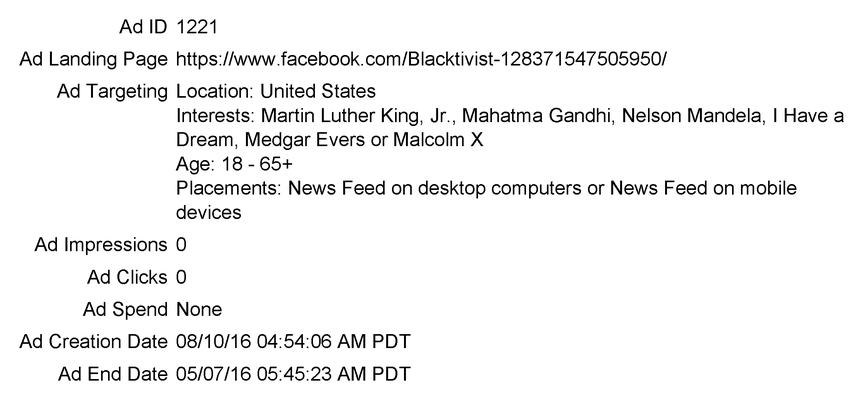 Ad ID 1221
Ad Landing Page https://www.facebook.com/Blacktivist-128371547505950/
Ad Targeting Location: United States
Interests: Martin Luther King, Jr., Mahatma Gandhi, Nelson Mandela, I Have a
Dream, Medgar Evers or Malcolm X
Age: 18 - 65+
Placements: News Feed on desktop computers or News Feed on mobile
devices
Ad Impressions 0
Ad Clicks 0
Ad Spend None
Ad Creation Date 08/10/16 04:54:06 AM PDT
Ad End Date 05/07/16 05:45:23 AM PDT